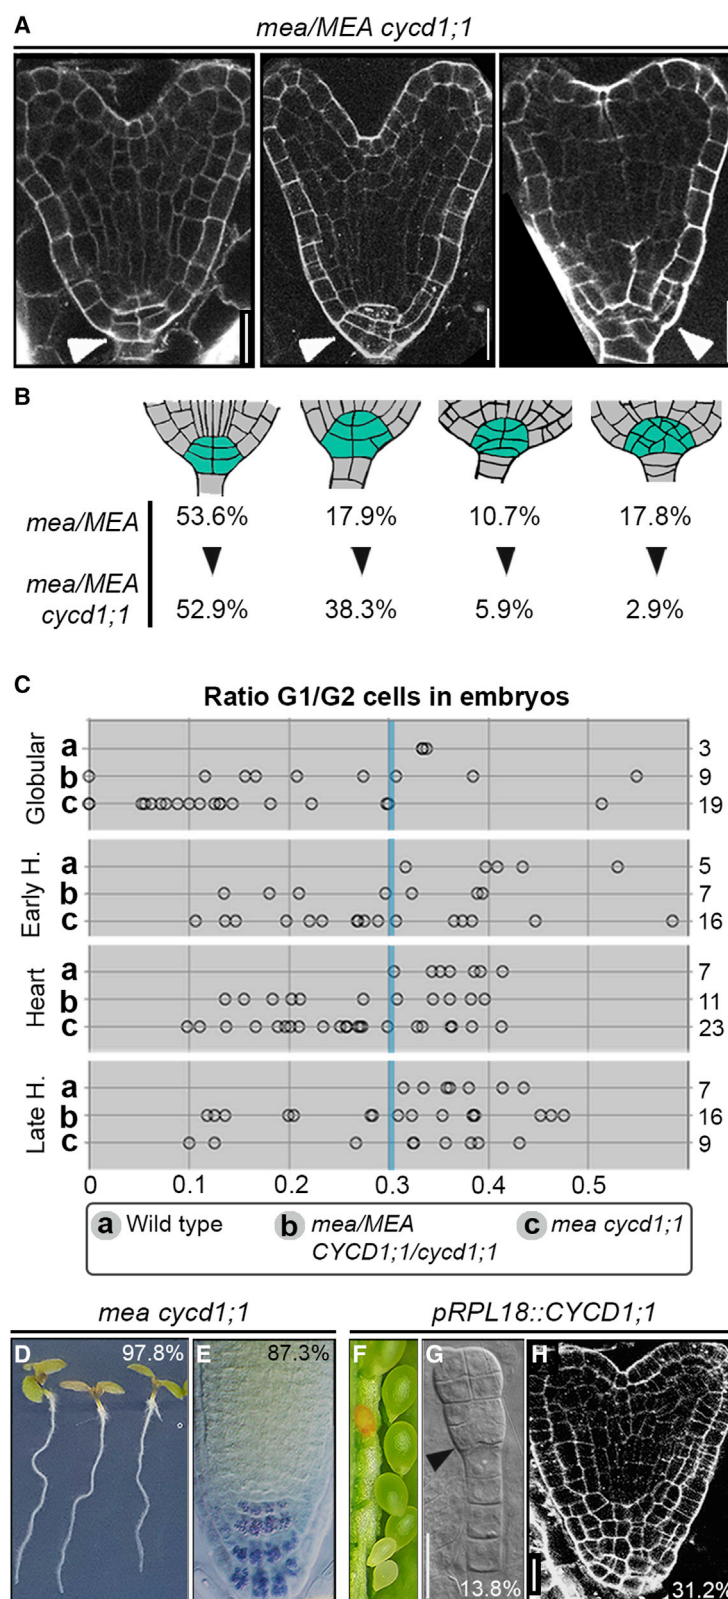 A
mea/MEA cycd1;1
B
mea/MEA 53.6% 17.9% 10.7% 17.8%
mea/MEA
cycd1;1 52.9% 38.3% 5.9% 2.9%
C
Ratio G1/G2 cells in embryos
Globular
a 3
b 9
c 19
Early H.
a 5
b 7
c 16
Heart
a 7
b 11
c 23
Late H.
a 7
b 16
c 9
0 0.1 0.2 0.3 0.4 0.5
a Wild type b mea/MEA c mea cycd1;1
CYCD1;1/cycd1;1
mea cycd1;1 pRPL18::CYCD1;1
D 97.8% E 87.3% F G H
13.8% 31.2%